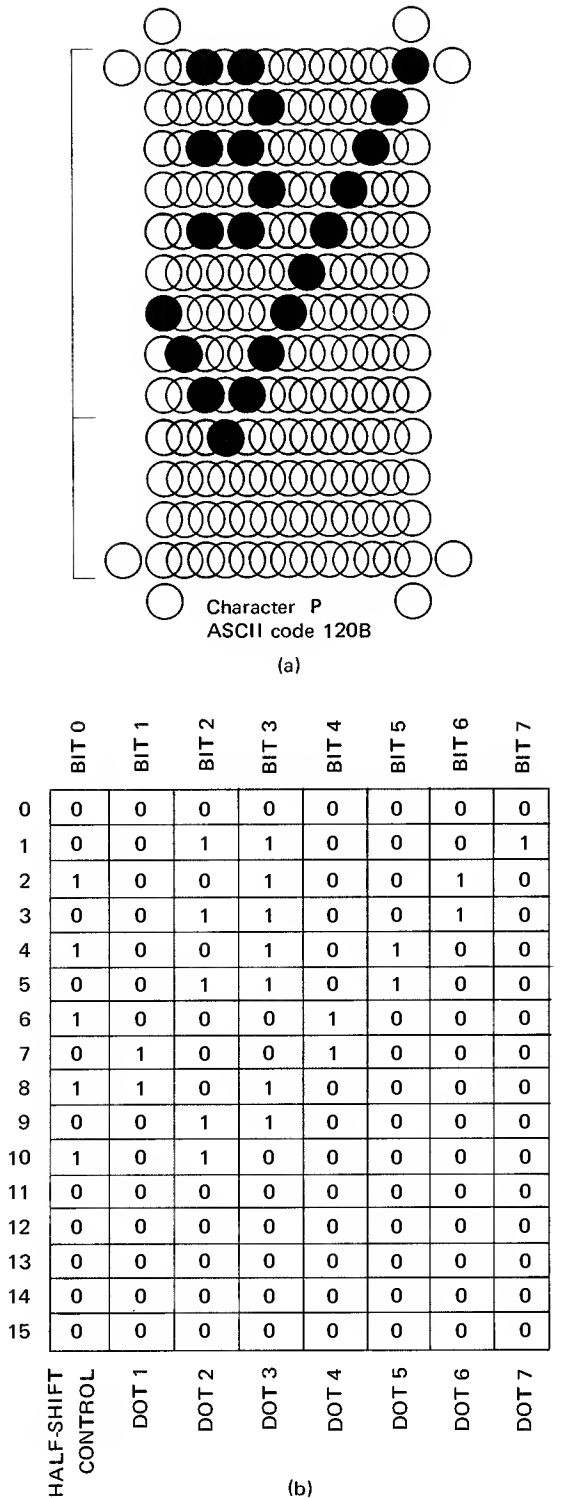 Character P
ASCII code 120B
(a)
BIT 0 BIT 1 BIT 2 BIT 3 BIT 4 BIT 5 BIT 6 BIT 7
0 0 0 0 0 0 0 0 0
1 0 0 1 1 0 0 0 1
2 1 0 0 1 0 0 1 0
3 0 0 1 1 0 0 1 0
4 1 0 0 1 0 1 0 0
5 0 0 1 1 0 1 0 0
6 1 0 0 0 1 0 0 0
7 0 1 0 0 1 0 0 0
8 1 1 0 1 0 0 0 0
9 0 0 1 1 0 0 0 0
10 1 0 1 0 0 0 0 0
11 0 0 0 0 0 0 0 0
12 0 0 0 0 0 0 0 0
13 0 0 0 0 0 0 0 0
14 0 0 0 0 0 0 0 0
15 0 0 0 0 0 0 0 0
HALF-SHIFT
CONTROL DOT 1 DOT 2 DOT 3 DOT 4 DOT 5 DOT 6 DOT 7
(b)